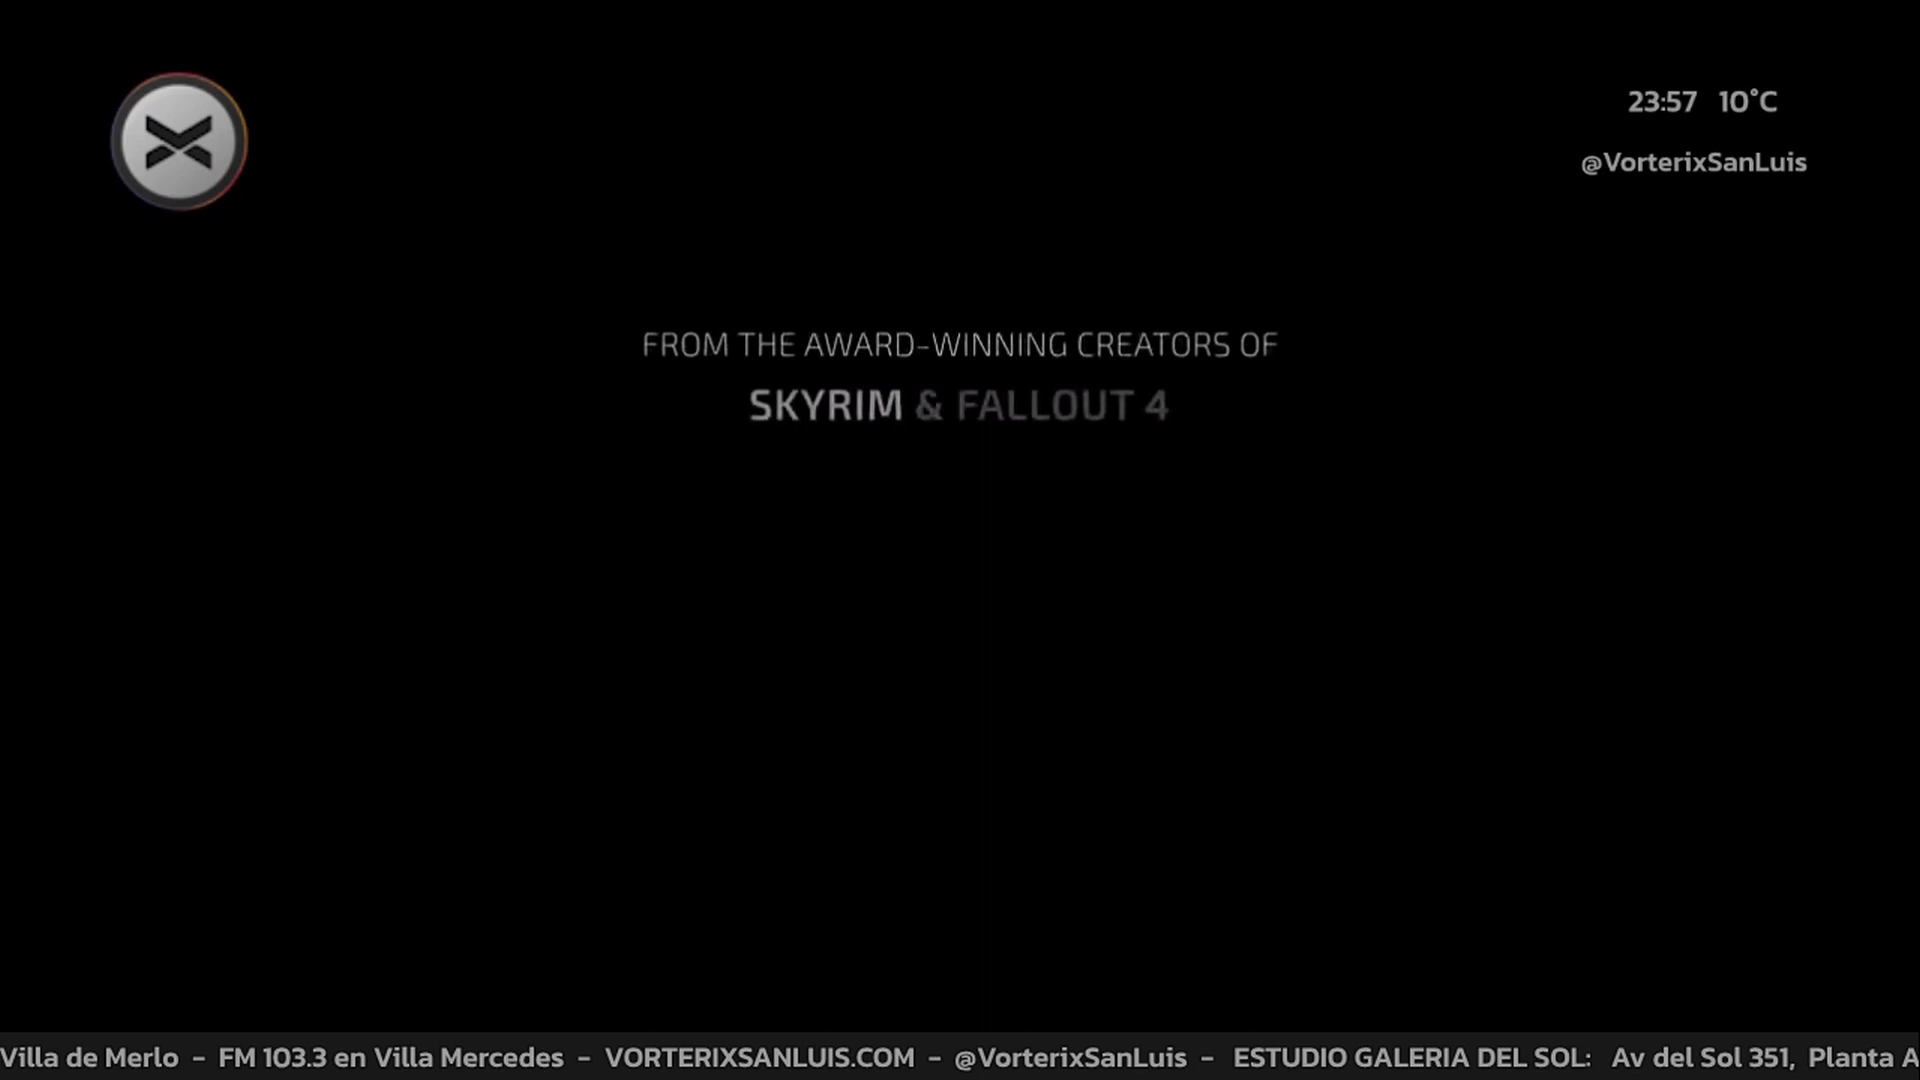 23:57 10°C
@VorterixSanLuis
FROM THE AWARD-WINNING CREATORS OF
SKYRIM & FALLOUT 4
Villa de Merlo - FM 103.3 en Villa Mercedes - VORTERIXSANLUIS.COM - @VorterixSanLuis - ESTUDIO GALERIA DEL SOL: Av del Sol 351, Planta A